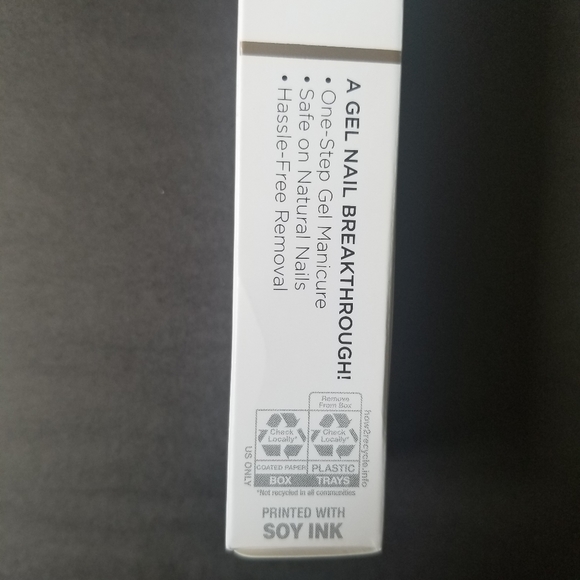 A GEL NAIL BREAKTHROUGH!
• One-Step Gel Manicure
• Safe on Natural Nails
• Hassle-Free Removal
Remove
From Box
Check
Locally*
Check
Locally*
COATED PAPER
PLASTIC
BOX
TRAYS
*Not recycled in all communities
how2recycle.info
US ONLY
PRINTED WITH
SOY INK